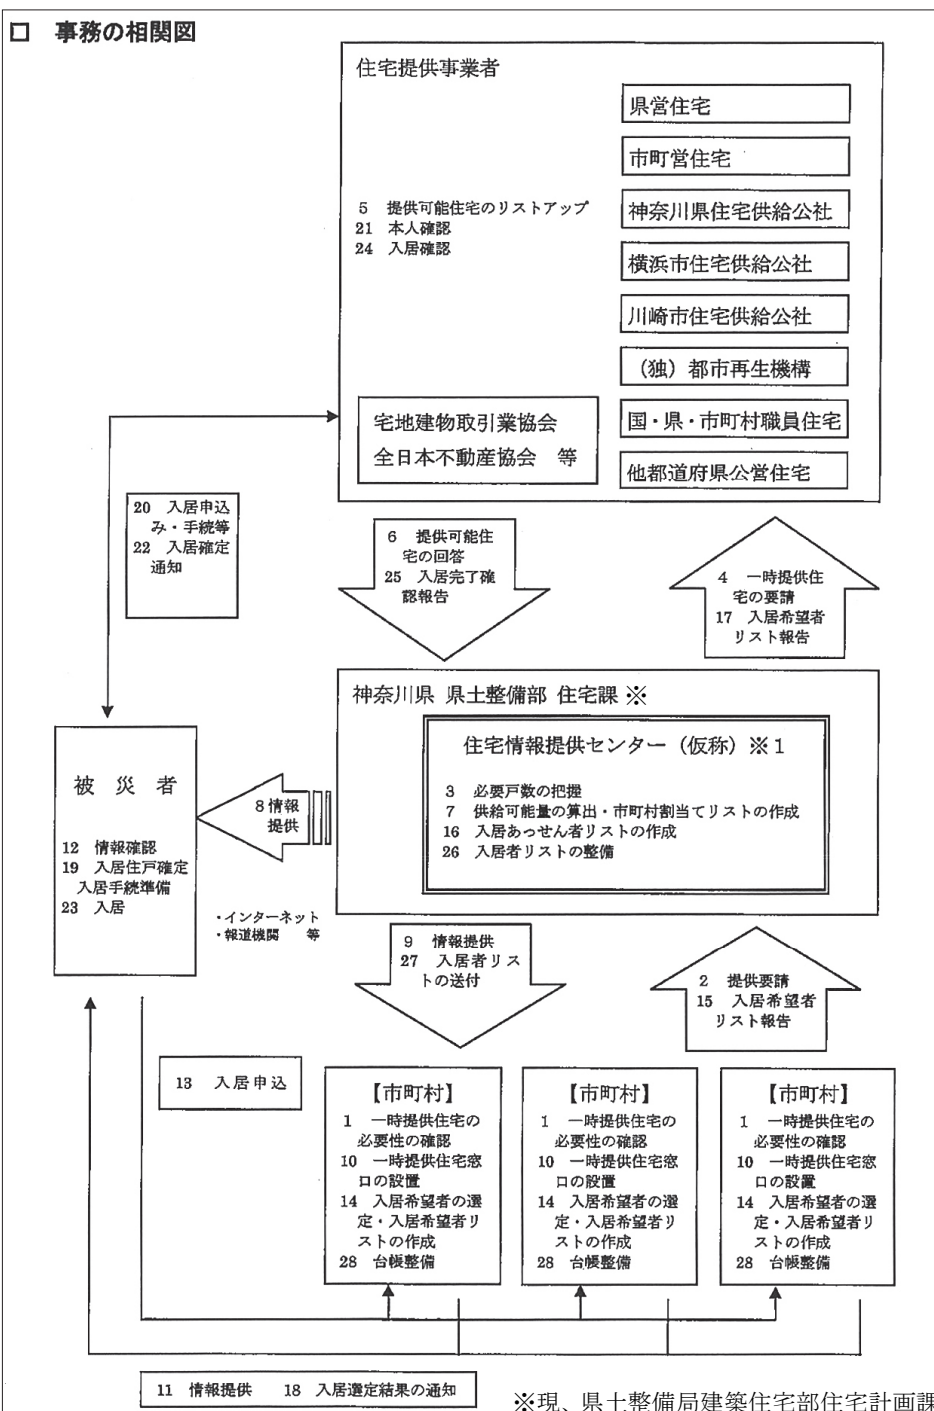 □ 事務の相関図
住宅提供事業者
県営住宅
市町営住宅
5 提供可能住宅のリストアップ
21 本人確認
24 入居確認
神奈川県住宅供給公社
横浜市住宅供給公社
川崎市住宅供給公社
（独）都市再生機構
国・県・市町村職員住宅
他都道府県公営住宅
宅地建物取引業協会
全日本不動産協会 等
20 入居申込
み・手続等
22 入居確定
通知
6 提供可能住
宅の回答
25 入居完了確
認報告
4 一時提供住
宅の要請
17 入居希望者
リスト報告
神奈川県 県土整備部 住宅課※
住宅情報提供センター（仮称）※１
3 必要戸数の把握
7 供給可能量の算出・市町村割当てリストの作成
16 入居あっせん者リストの作成
26 入居者リストの整備
被 災 者
12 情報確認
19 入居住戸確定
入居手続準備
23 入居
8情報
提供
・インターネット
・報道機関 等
9 情報提供
27 入居者リス
トの送付
2 提供要請
15 入居希望者
リスト報告
13 入居申込
【市町村】
1 一時提供住宅の
必要性の確認
10 一時提供住宅窓
口の設置
14 入居希望者の選
定・入居希望者リ
ストの作成
28 台帳整備
【市町村】
1 一時提供住宅の
必要性の確認
10 一時提供住宅窓
口の設置
14 入居希望者の選
定・入居希望者リ
ストの作成
28 台帳整備
【市町村】
1 一時提供住宅の
必要性の確認
10 一時提供住宅窓
口の設置
14 入居希望者の選
定・入居希望者リ
ストの作成
28 台帳整備
11 情報提供 18 入居選定結果の通知
※現、県土整備局建築住宅部住宅計画課